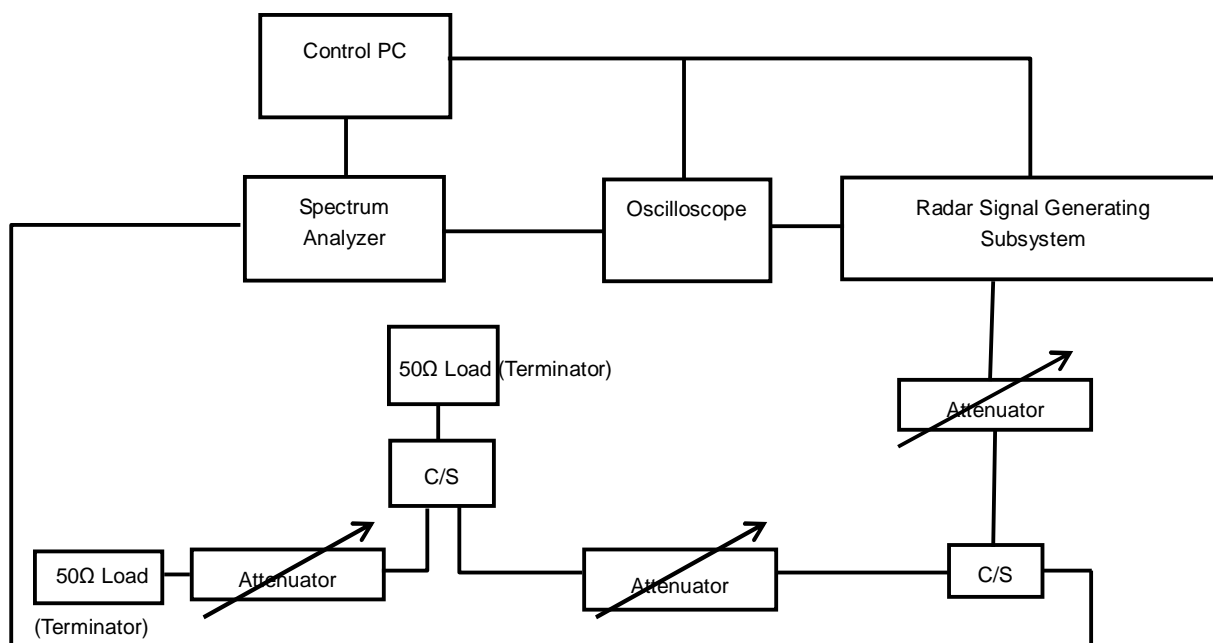 Control PC
Spectrum
Analyzer
Oscilloscope
Radar Signal Generating
Subsystem
50Ω Load (Terminator)
Attenuator
C/S
50Ω Load
(Terminator)
Attenuator
Attenuator
C/S